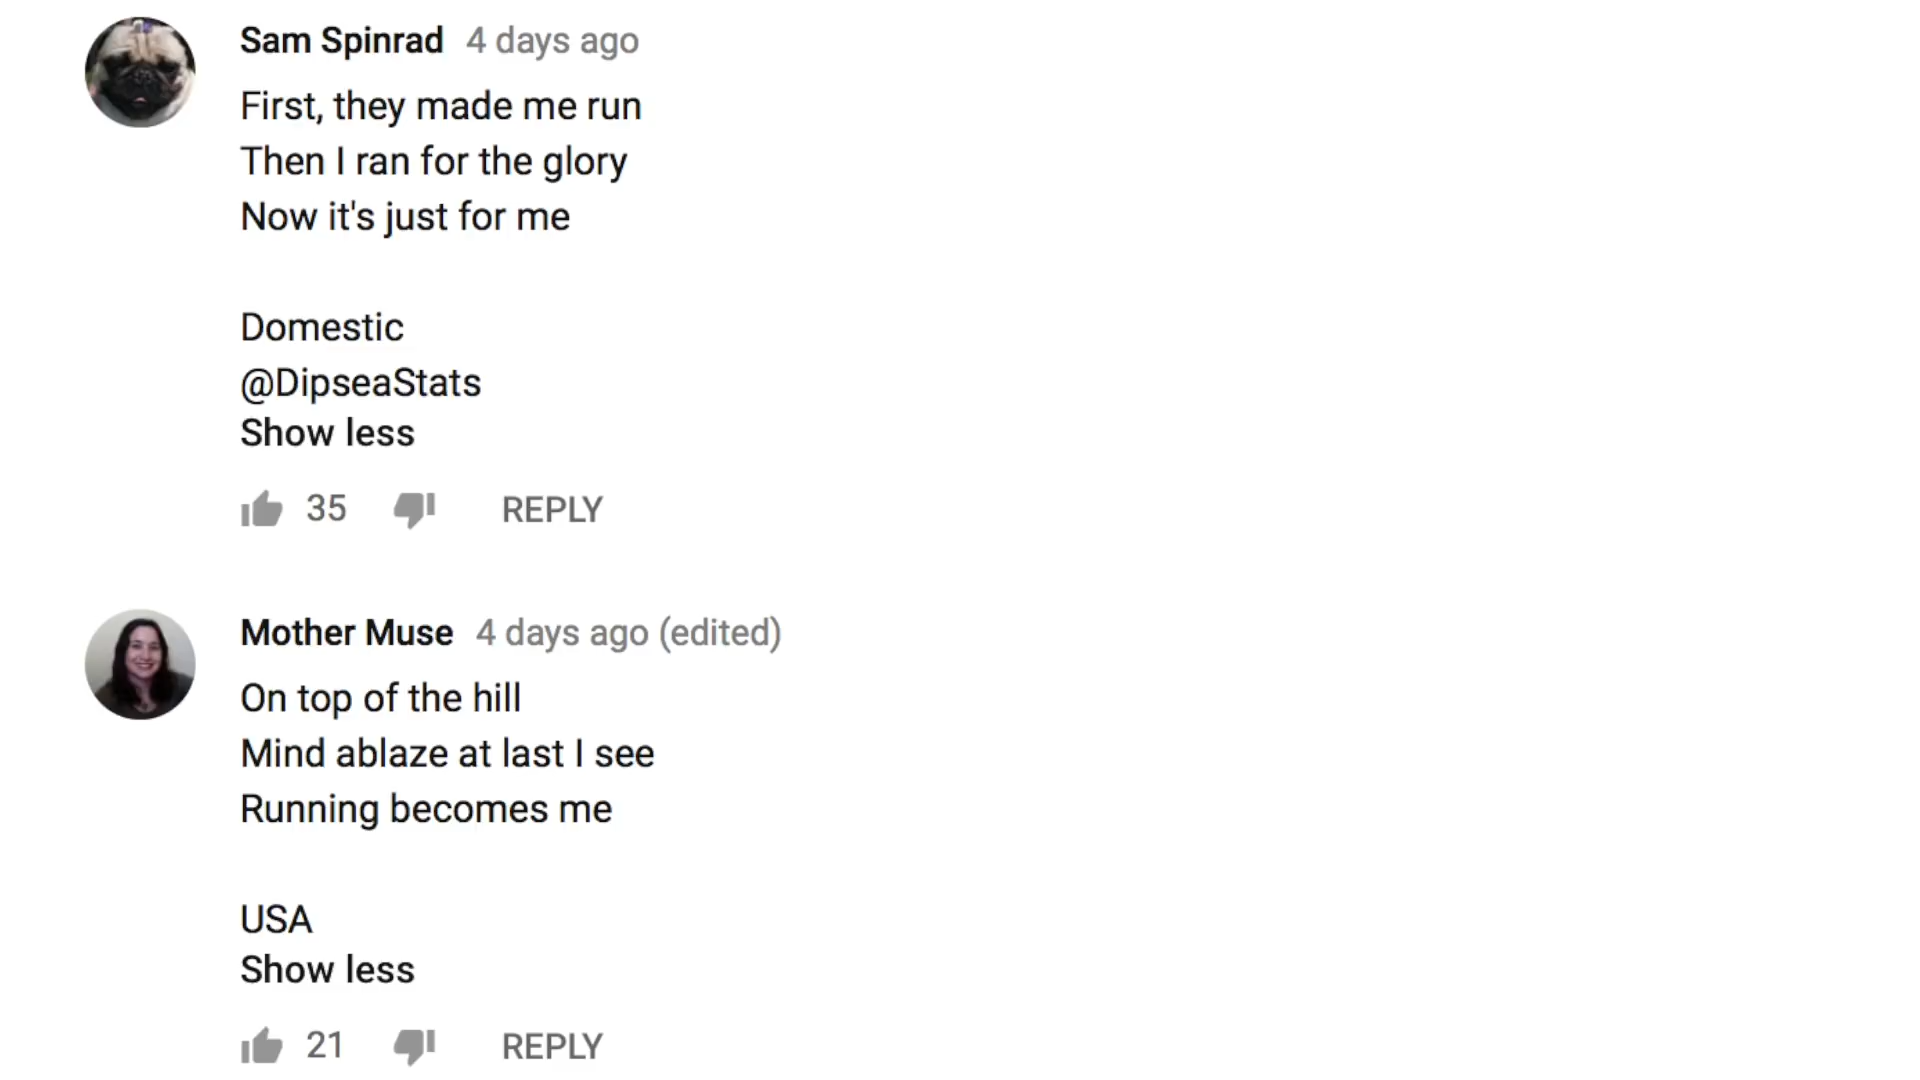 Sam Spinrad 4 days ago
First, they made me run
Then I ran for the glory
Now it's just for me
Domestic
@DipseaStats
Show less
35 REPLY
Mother Muse 4 days ago (edited)
On top of the hill
Mind ablaze at last I see
Running becomes me
USA
Show less
21 REPLY